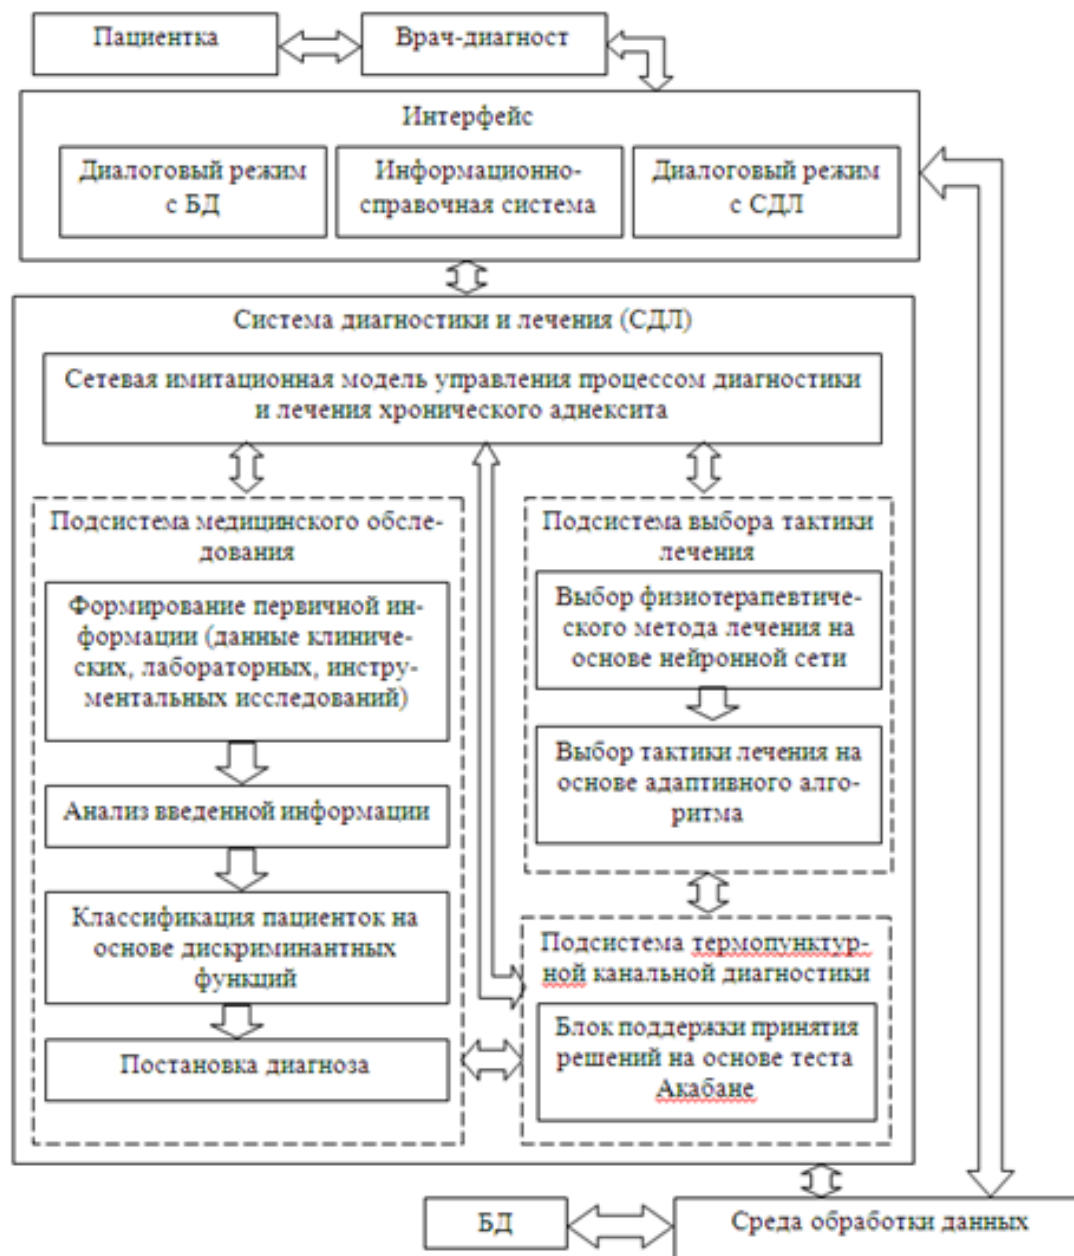 Пациентка
Врач-диагност
Интерфейс
Диалоговый режим
с БД
Информационно-
справочная система
Диалоговый режим
с СДЛ
Система диагностики и лечения (СДЛ)
Сетевая имитационная модель управления процессом диагностики
и лечения хронического аднексита
Подсистема медицинского обсле-
дования
Формирование первичной ин-
формации (данные клиниче-
ских, лабораторных, инстру-
ментальных исследований)
Анализ введенной информации
Классификация пациенток на
основе дискриминантных
функций
Постановка диагноза
Подсистема выбора тактики
лечения
Выбор физиотерапевтиче-
ского метода лечения на
основе нейронной сети
Выбор тактики лечения на
основе адаптивного алго-
ритма
Подсистема термопунктур-
ной канальной диагностики
Блок поддержки принятия
решений на основе теста
Акабане
БД
Среда обработки данных